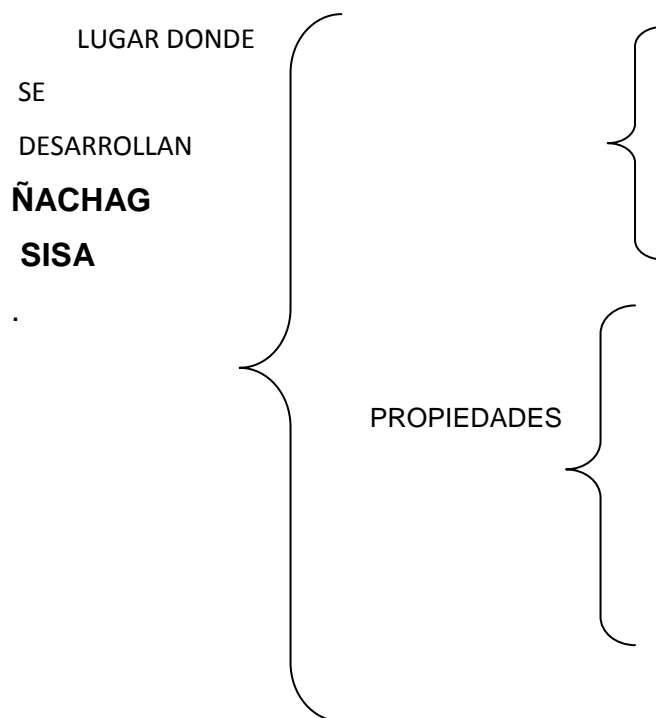 LUGAR DONDE
SE
DESARROLLAN
ÑACHAG
SISA
.
PROPIEDADES